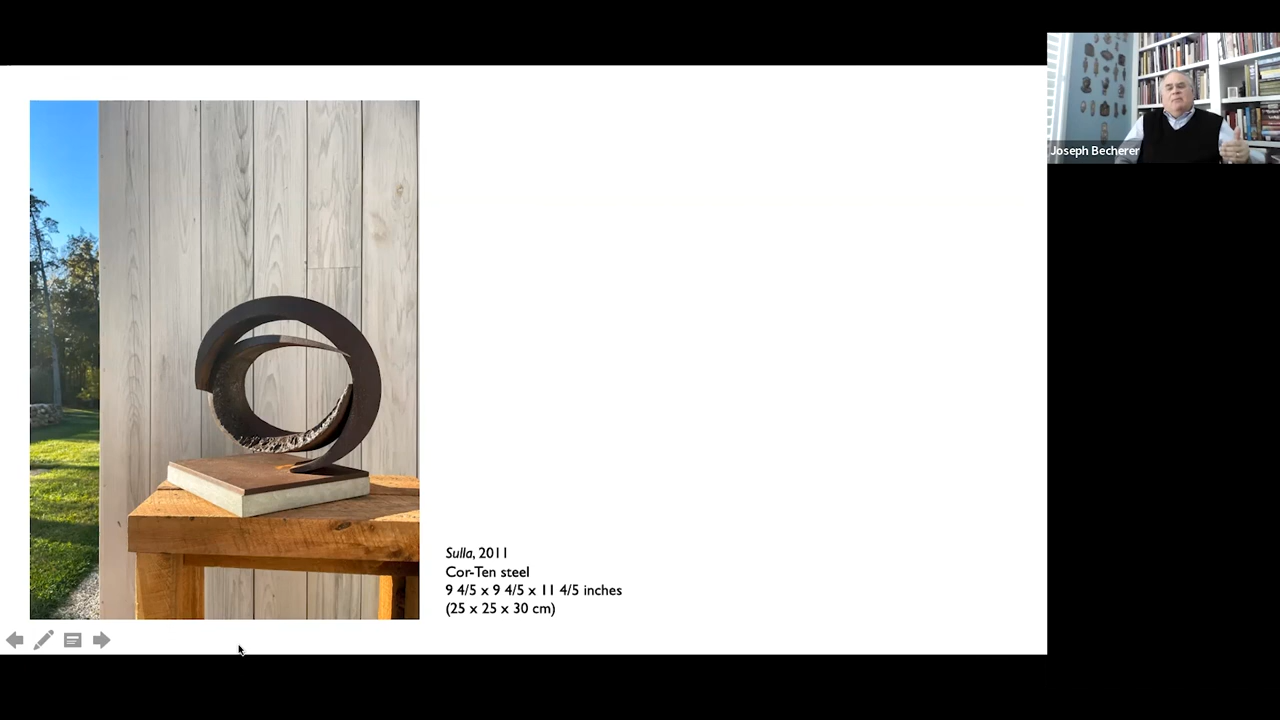 Joseph Becherer
Sulla, 2011
Cor-Ten steel
9 4/5 x 9 4/5 x 11 4/5 inches
(25 x 25 x 30 cm)